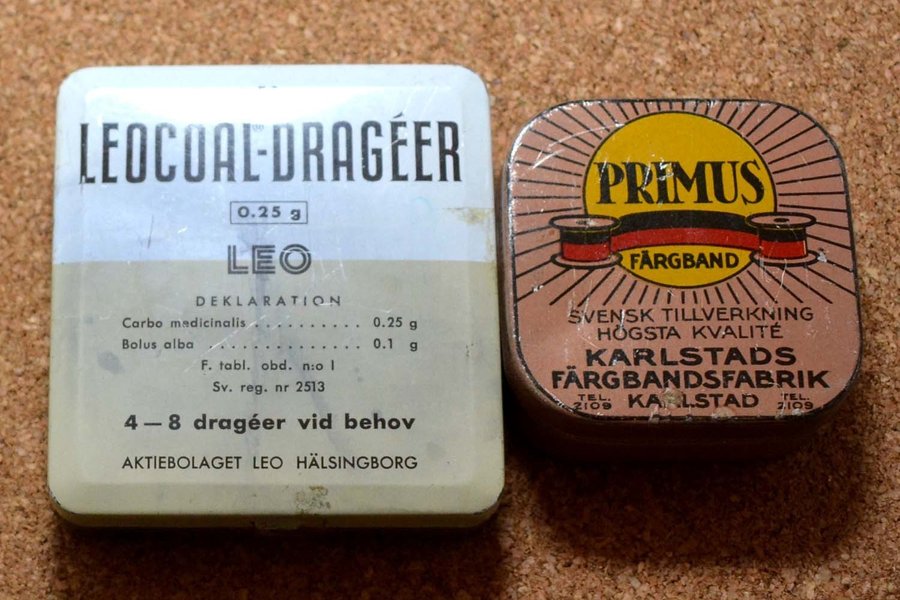 LEOCOAL-DRAGÉER
0.25 g
LEO
DEKLARATION
Carbo medicinalis . . . . . . . . . . 0.25 g
Bolus alba . . . . . . . . . . . . . . 0.1 g
F. tabl. obd. n:o I
Sv. reg. nr 2513
4 — 8 dragéer vid behov
AKTIEBOLAGET LEO HÄLSINGBORG
PRIMUS
FÄRGBAND
SVENSK TILLVERKNING
HÖGSTA KVALITÉ
KARLSTADS
FÄRGBANDSFABRIK
TEL. 2109 KARLSTAD TEL. 2109